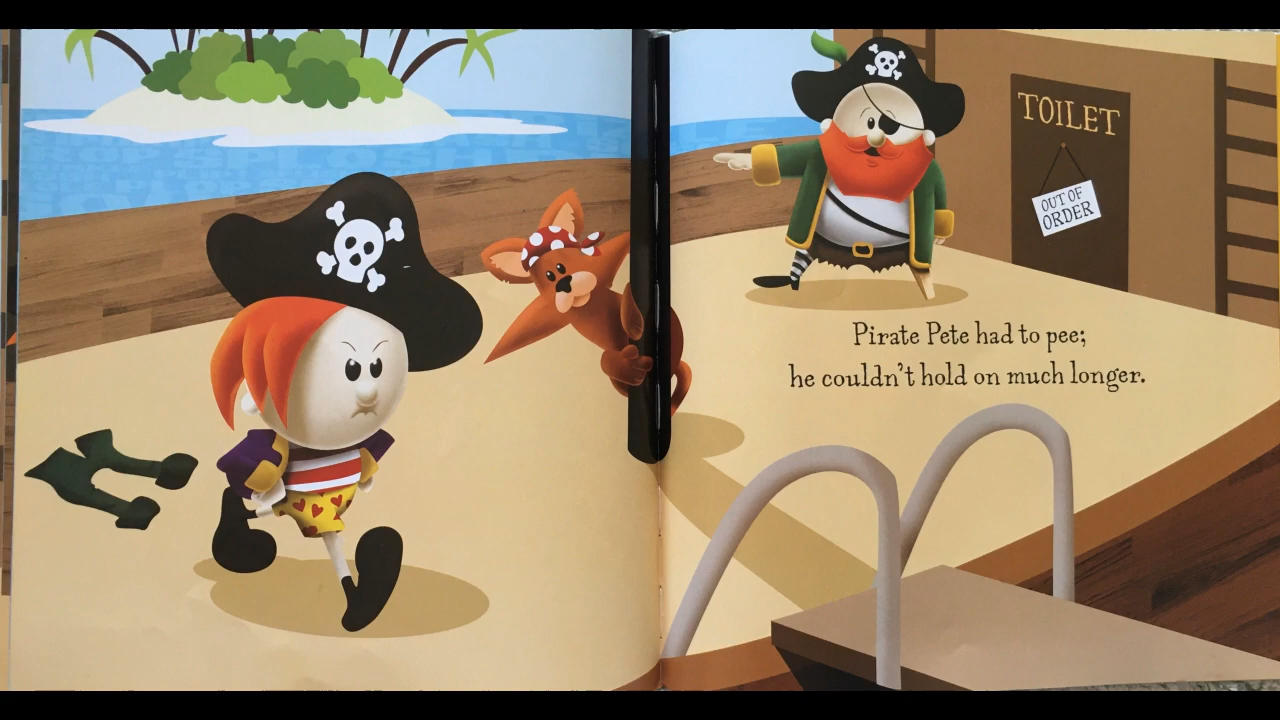 TOILET
OUT OF
ORDER
Pirate Pete had to pee;
he couldn't hold on much longer.